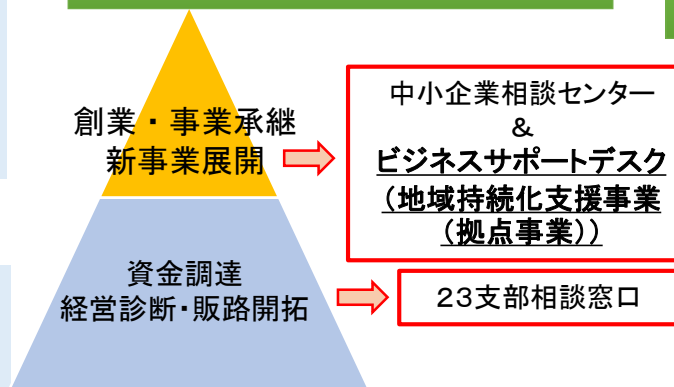 創業・事業承継
新事業展開
中小企業相談センター
&
ビジネスサポートデスク
(地域持続化支援事業
(拠点事業))
資金調達
経営診断・販路開拓
23支部相談窓口